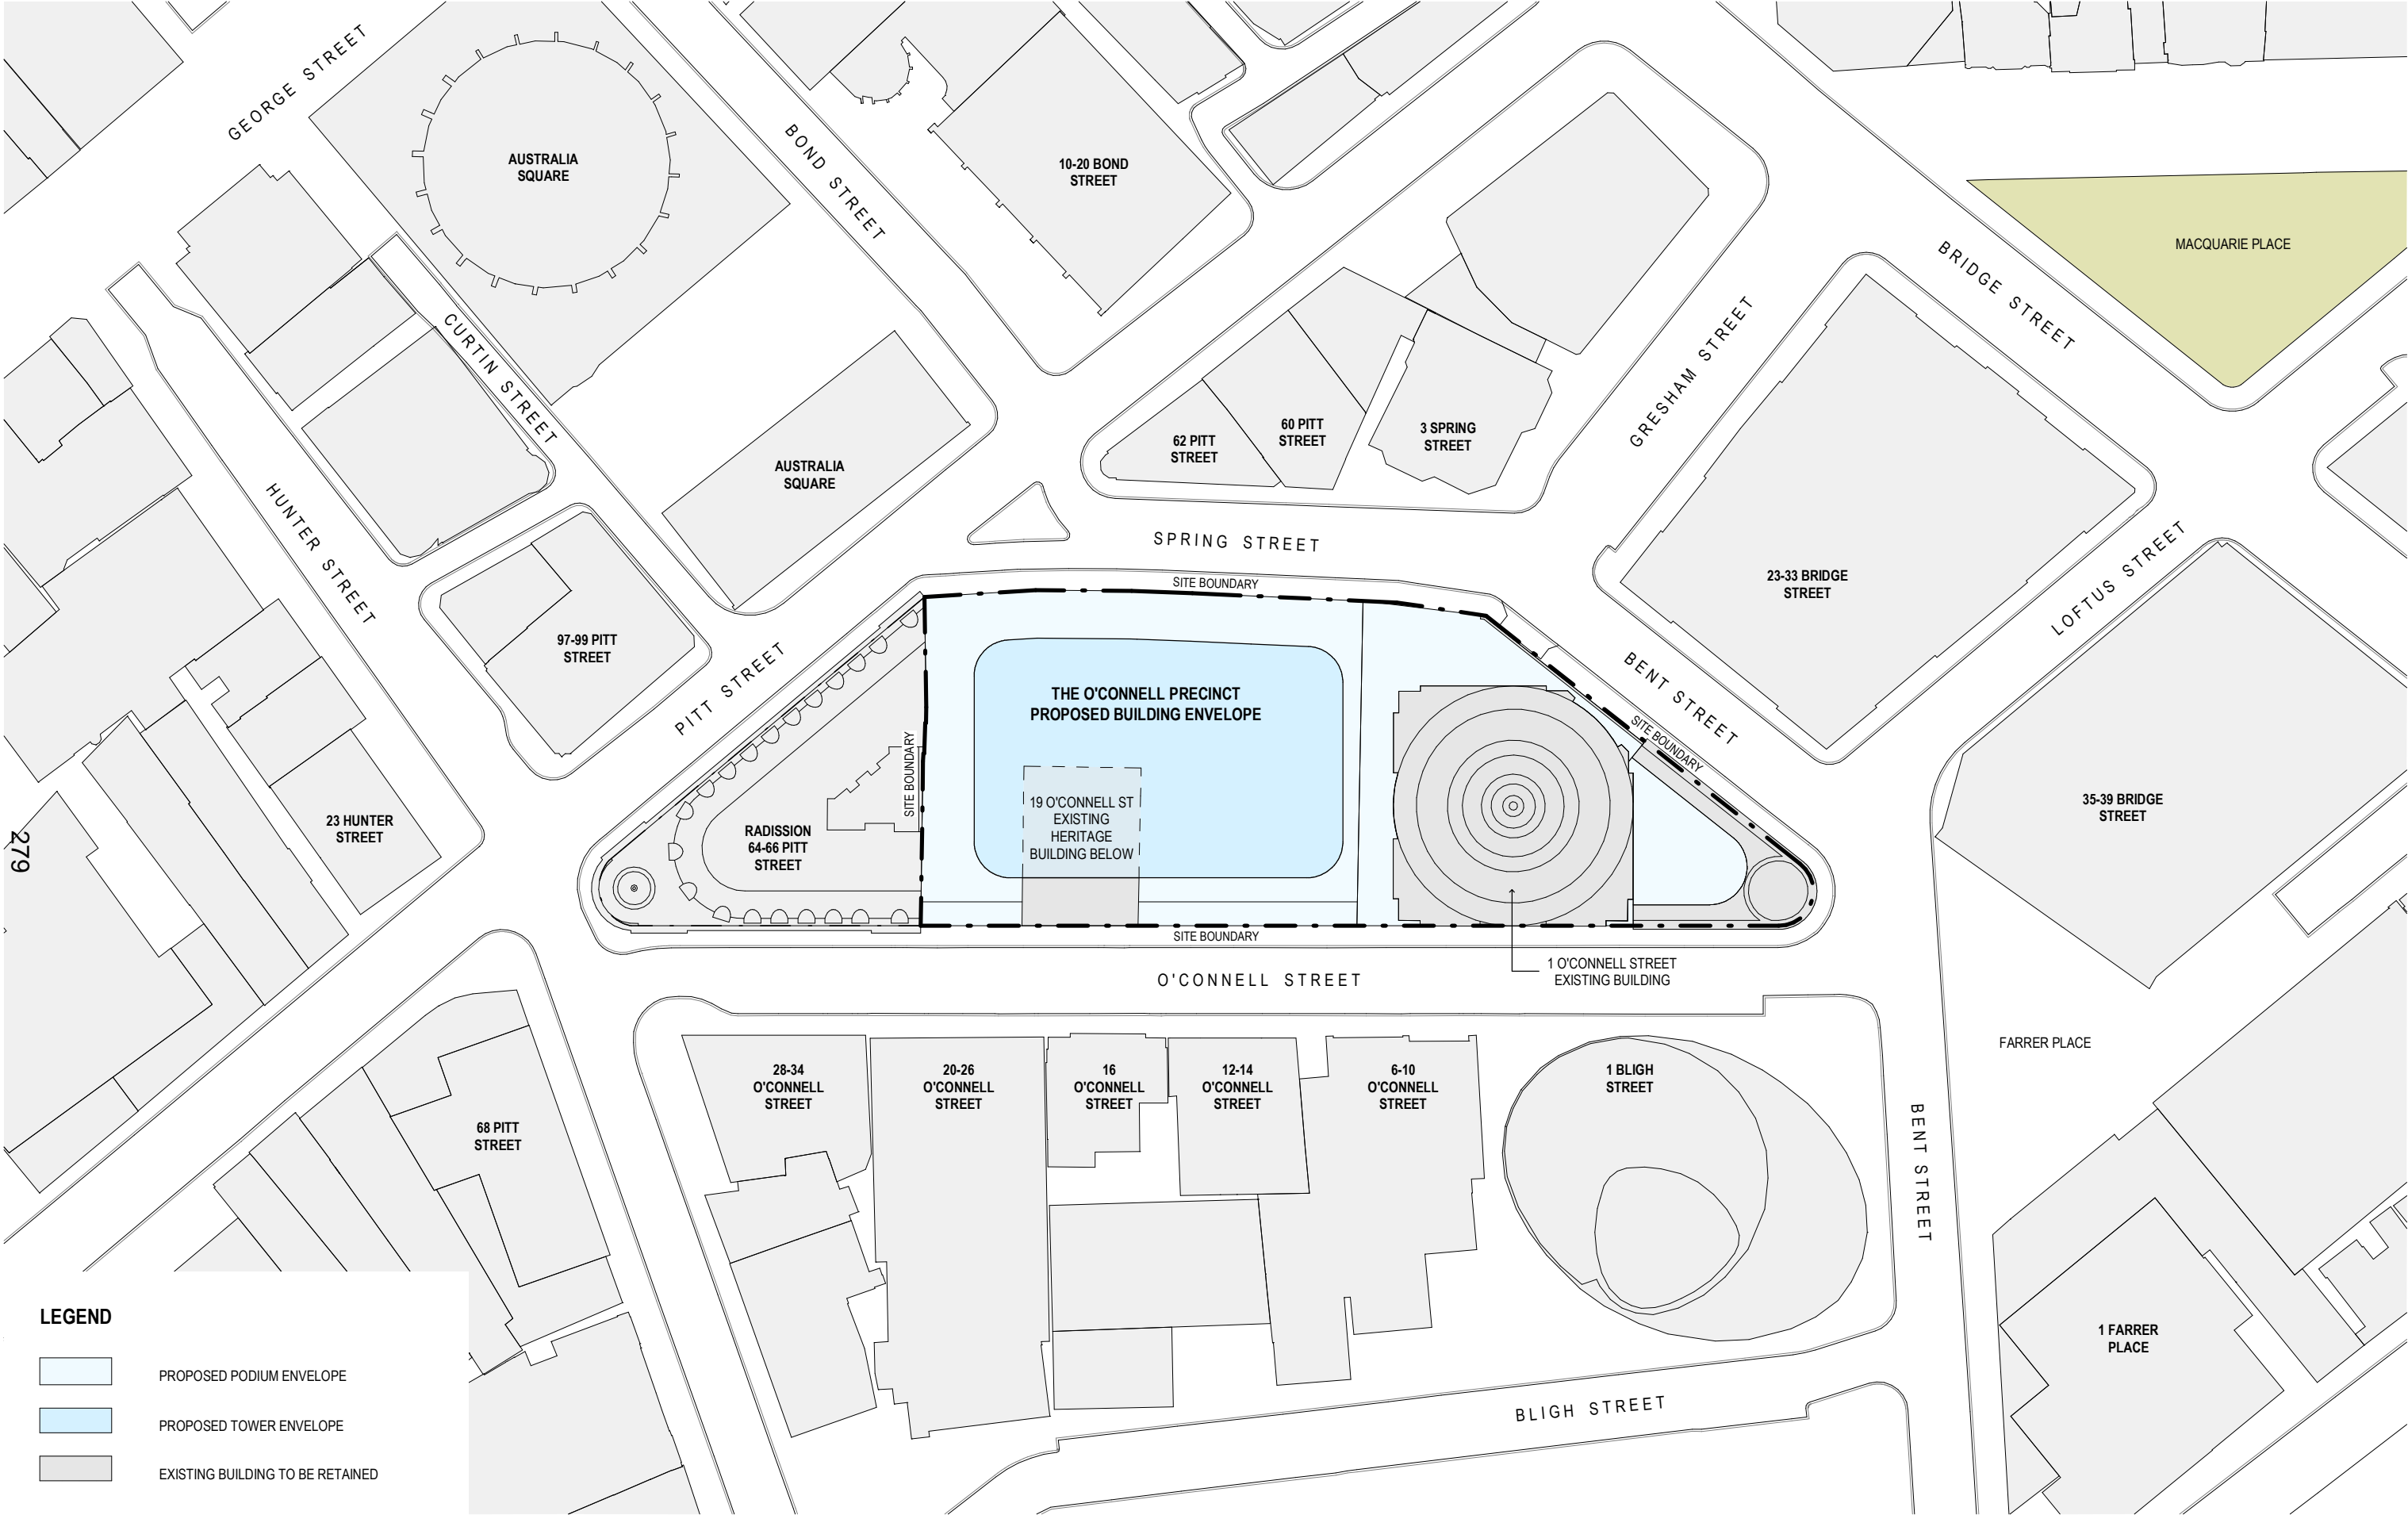 GEORGE STREET
AUSTRALIA
SQUARE
BOND STREET
10-20 BOND
STREET
MACQUARIE PLACE
BRIDGE STREET
CURTIN STREET
GRESHAM STREET
62 PITT
STREET
60 PITT
STREET
3 SPRING
STREET
AUSTRALIA
SQUARE
HUNTER STREET
SPRING STREET
23-33 BRIDGE
STREET
LOFTUS STREET
SITE BOUNDARY
97-99 PITT
STREET
PITT STREET
THE O'CONNELL PRECINCT
PROPOSED BUILDING ENVELOPE
BENT STREET
SITE BOUNDARY
SITE BOUNDARY
19 O'CONNELL ST
EXISTING
HERITAGE
BUILDING BELOW
RADISSION
64-66 PITT
STREET
23 HUNTER
STREET
279
35-39 BRIDGE
STREET
SITE BOUNDARY
O'CONNELL STREET
1 O'CONNELL STREET
EXISTING BUILDING
FARRER PLACE
28-34
O'CONNELL
STREET
20-26
O'CONNELL
STREET
16
O'CONNELL
STREET
12-14
O'CONNELL
STREET
6-10
O'CONNELL
STREET
1 BLIGH
STREET
68 PITT
STREET
BENT STREET
1 FARRER
PLACE
BLIGH STREET
LEGEND
PROPOSED PODIUM ENVELOPE
PROPOSED TOWER ENVELOPE
EXISTING BUILDING TO BE RETAINED